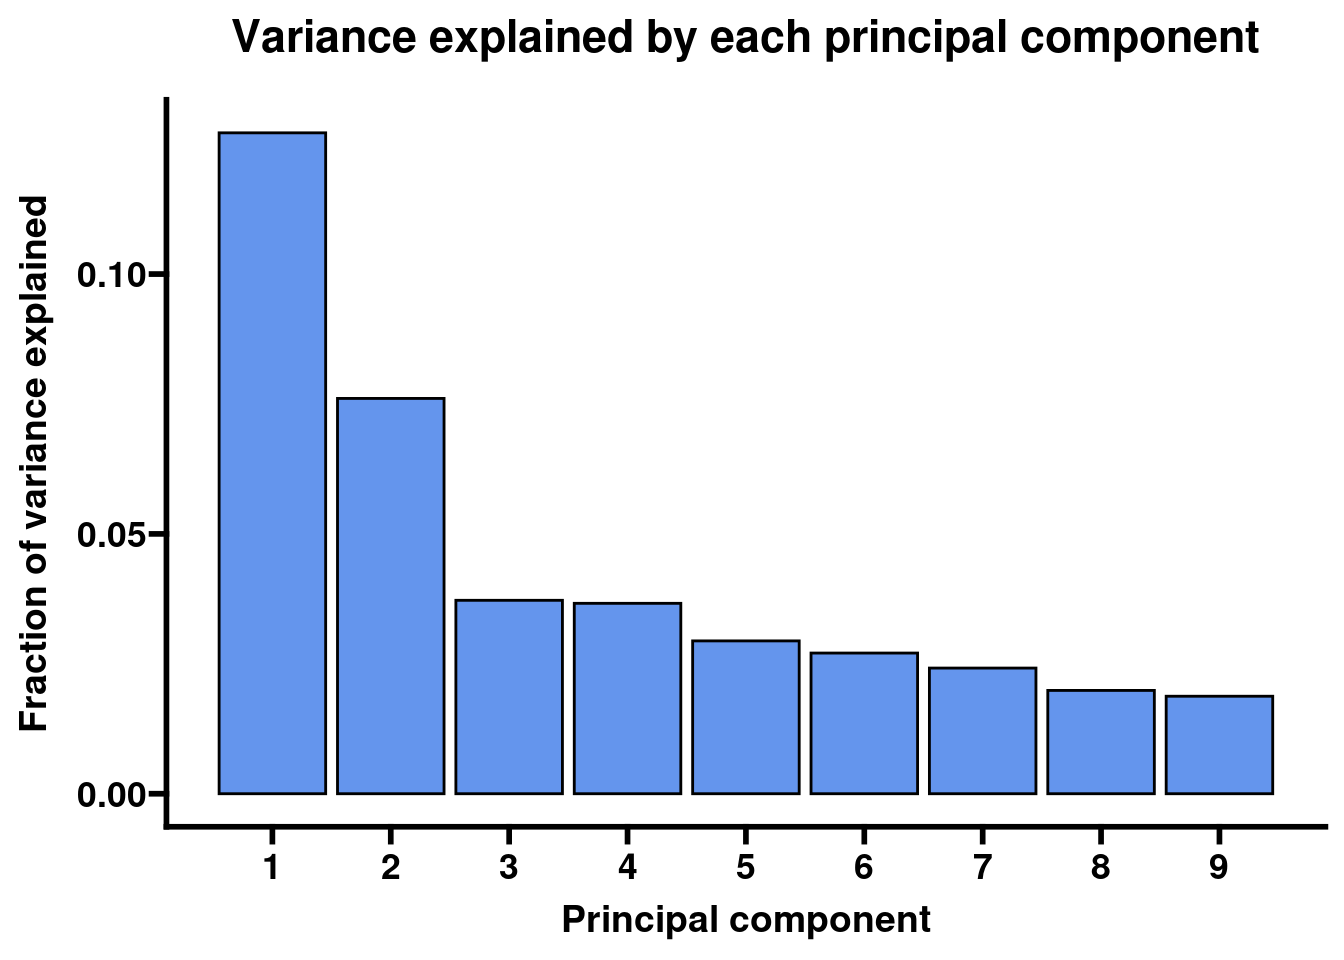 Variance explained by each principal component
Fraction of variance explained
0.10
0.05
0.00
1 2 3 4 5 6 7 8 9
Principal component